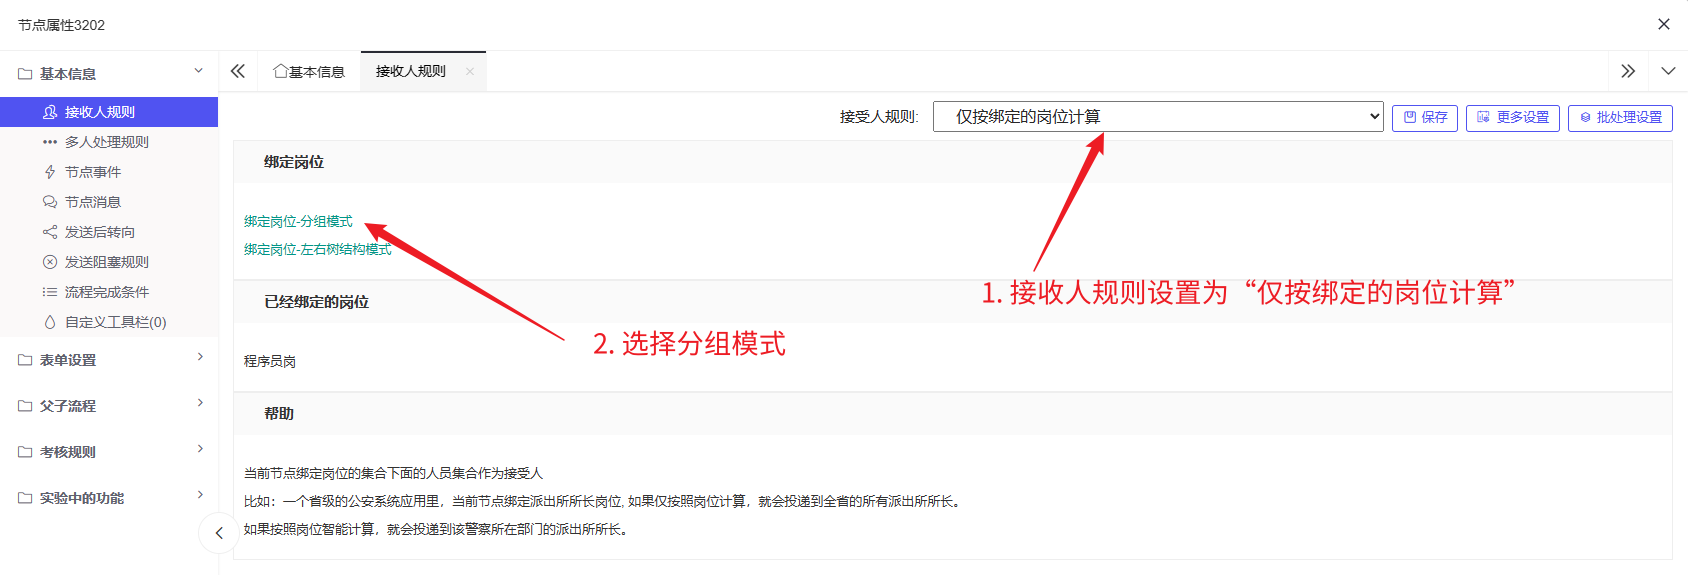 节点属性3202
基本信息
接收人规则
多人处理规则
节点事件
节点消息
发送后转向
发送阻塞规则
流程完成条件
自定义工具栏(0)
表单设置
父子流程
考核规则
实验中的功能
基本信息
接收人规则
接受人规则:
仅按绑定的岗位计算
保存
更多设置
批处理设置
绑定岗位
绑定岗位-分组模式
绑定岗位-左右树结构模式
1. 接收人规则设置为“仅按绑定的岗位计算”
已经绑定的岗位
2. 选择分组模式
程序员岗
帮助
当前节点绑定岗位的集合下面的人员集合作为接受人
比如：一个省级的公安系统应用里，当前节点绑定派出所所长岗位, 如果仅按照岗位计算，就会投递到全省的所有派出所所长。
如果按照岗位智能计算，就会投递到该警察所在部门的派出所所长。